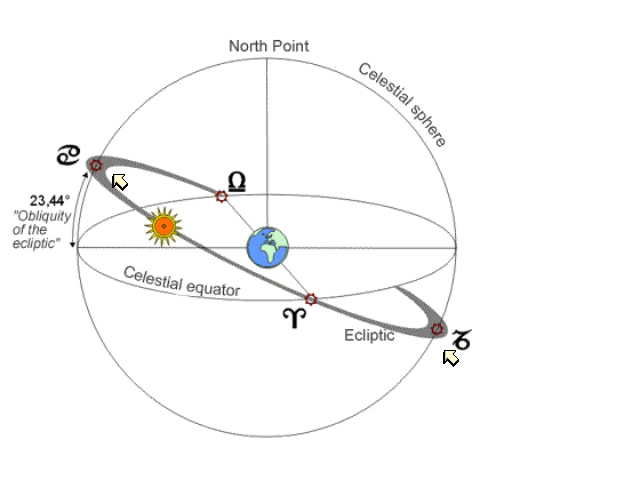 North Point
Celestial sphere
♋
♎
23,44°
"Obliquity
of the
ecliptic"
Celestial equator
♈
Ecliptic
♑